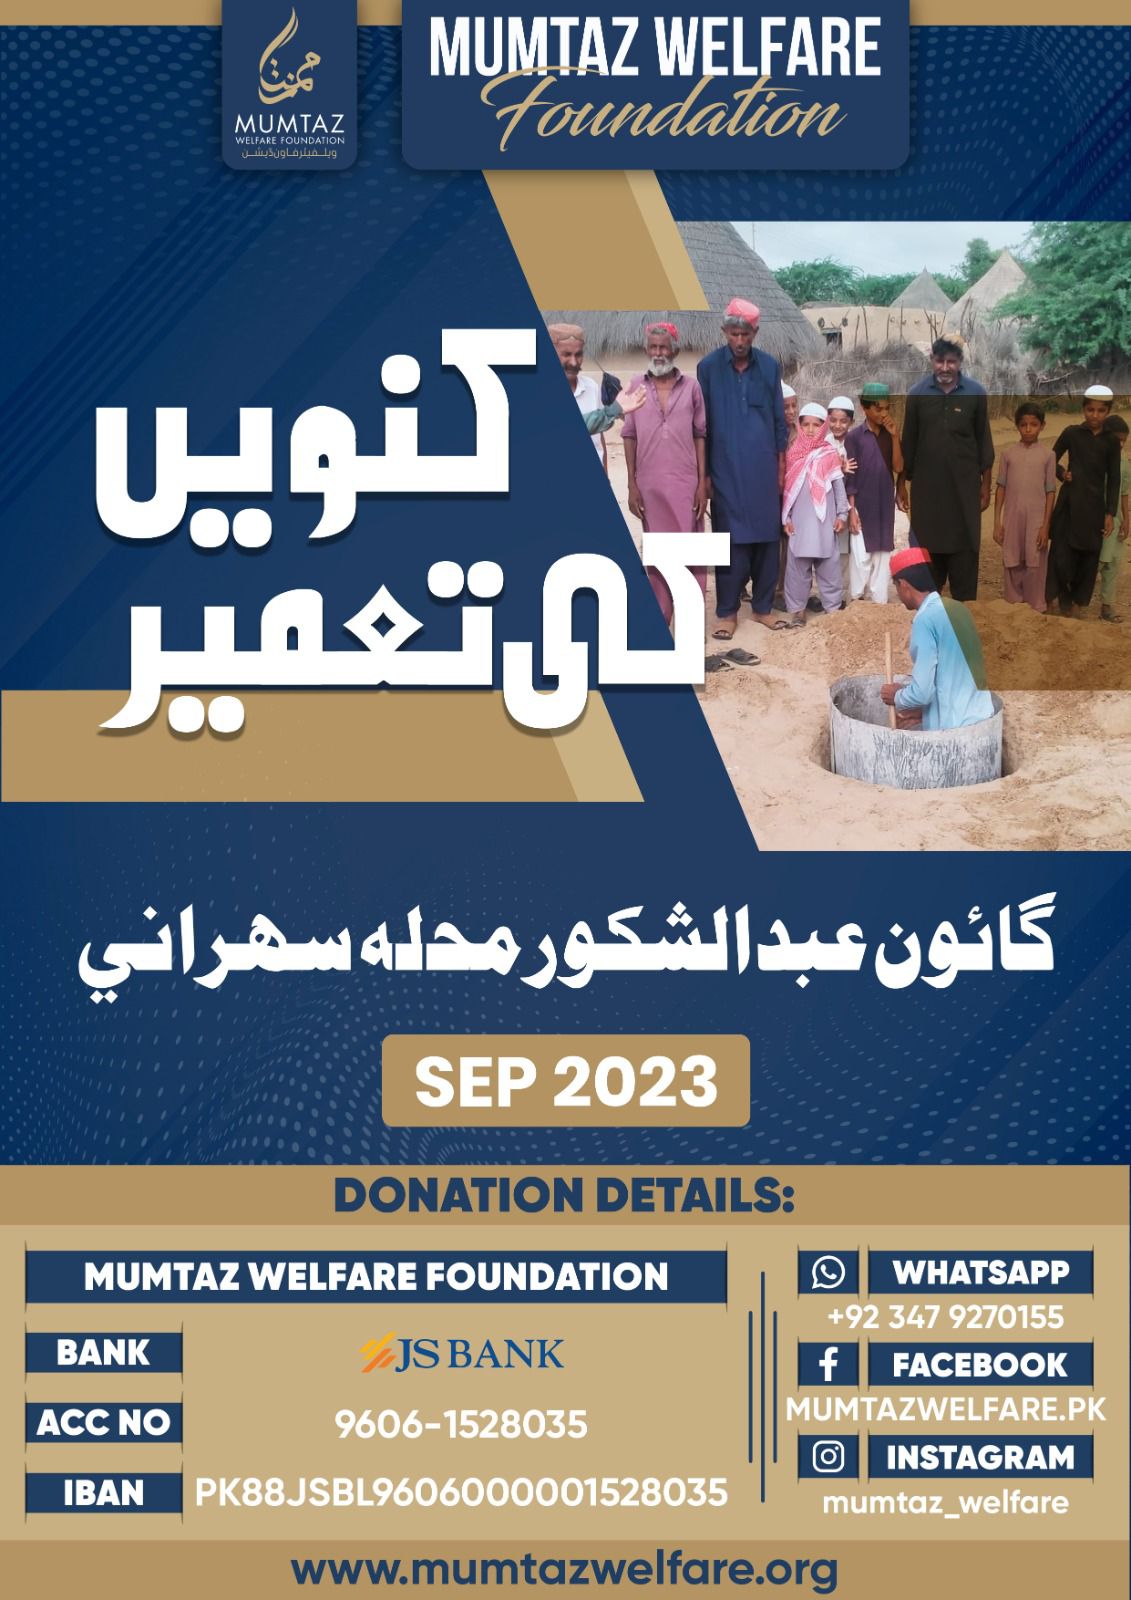 ممتاز
MUMTAZ
WELFARE FOUNDATION
ویلفیئرفاونڈیشن
MUMTAZ WELFARE
Foundation
کنویں
کی تعمیر
گائون عبدالشکور محله سهراني
SEP 2023
DONATION DETAILS:
MUMTAZ WELFARE FOUNDATION
BANK
JS BANK
ACC NO
9606-1528035
IBAN
PK88JSBL9606000001528035
WHATSAPP
+92 347 9270155
FACEBOOK
MUMTAZWELFARE.PK
INSTAGRAM
mumtaz_welfare
www.mumtazwelfare.org